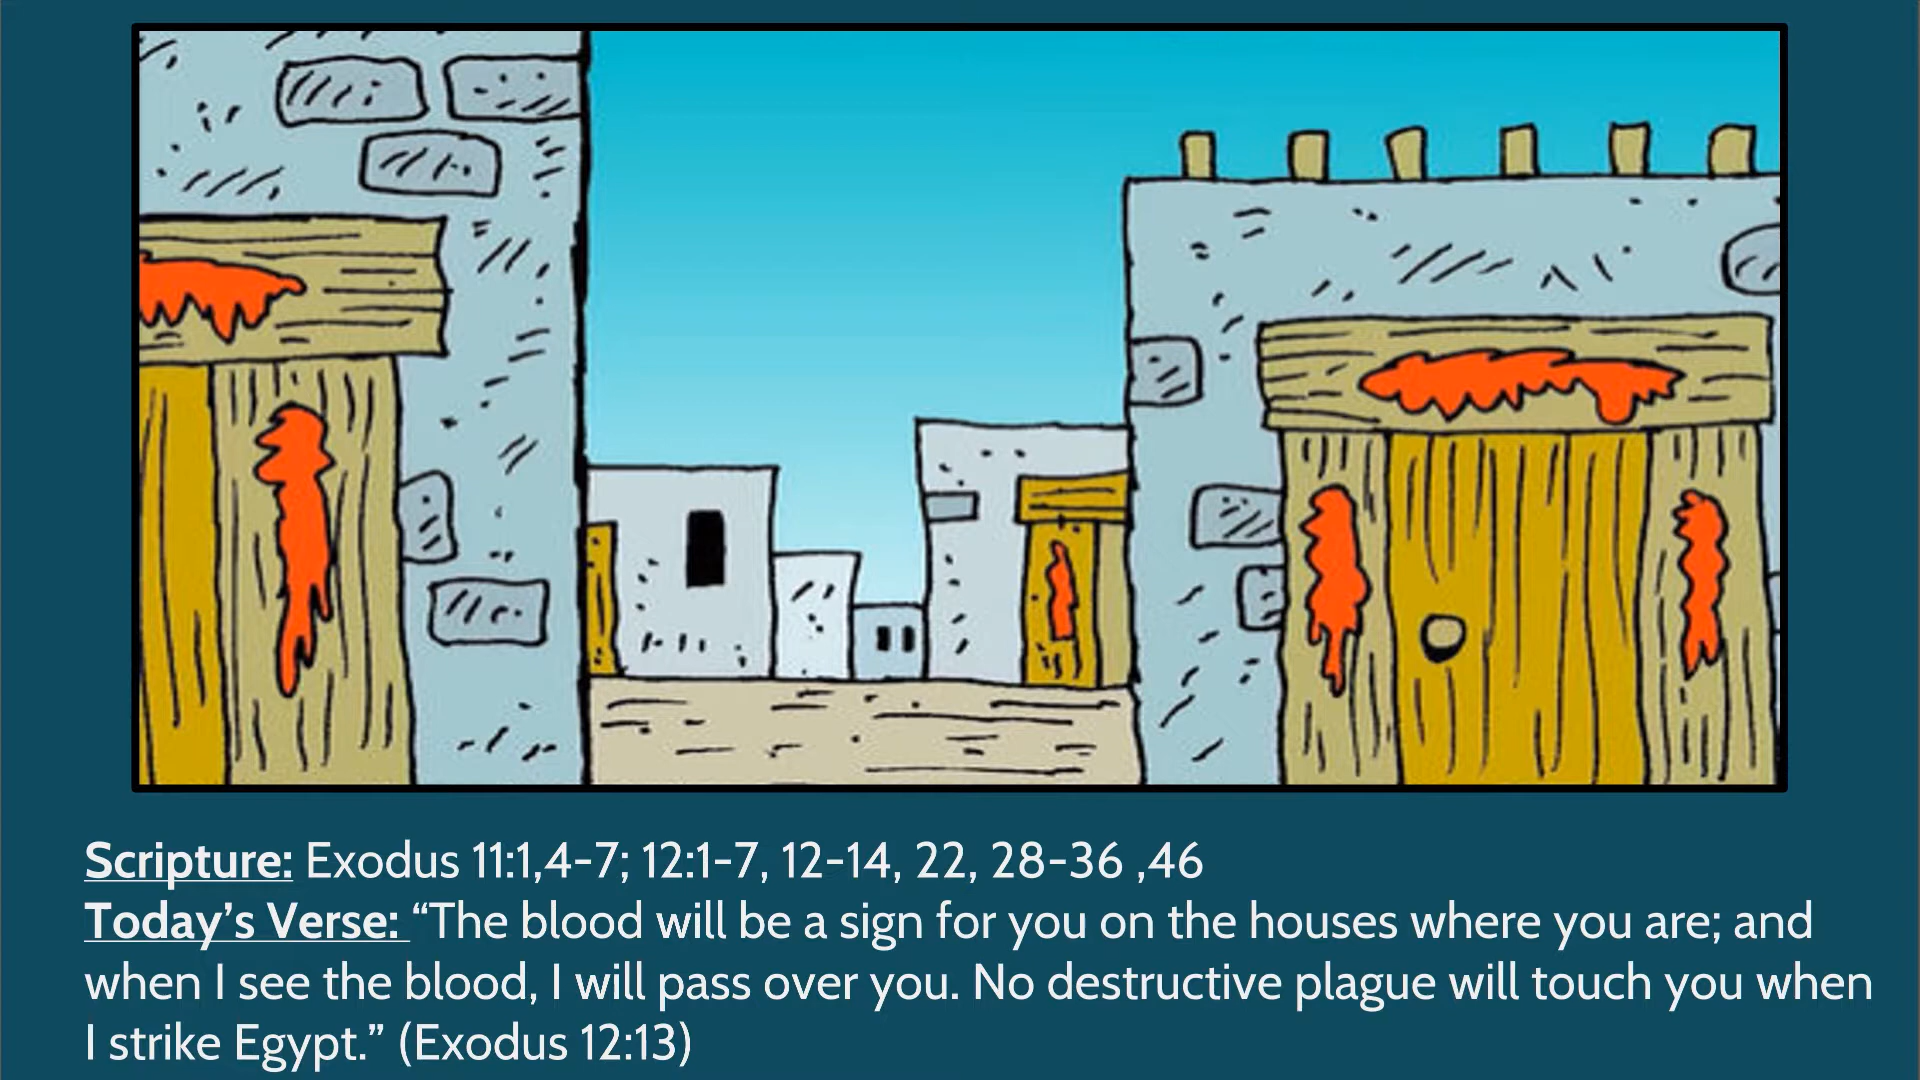 Scripture: Exodus 11:1,4-7; 12:1-7, 12-14, 22, 28-36 ,46
Today’s Verse: “The blood will be a sign for you on the houses where you are; and
when I see the blood, I will pass over you. No destructive plague will touch you when
I strike Egypt.” (Exodus 12:13)